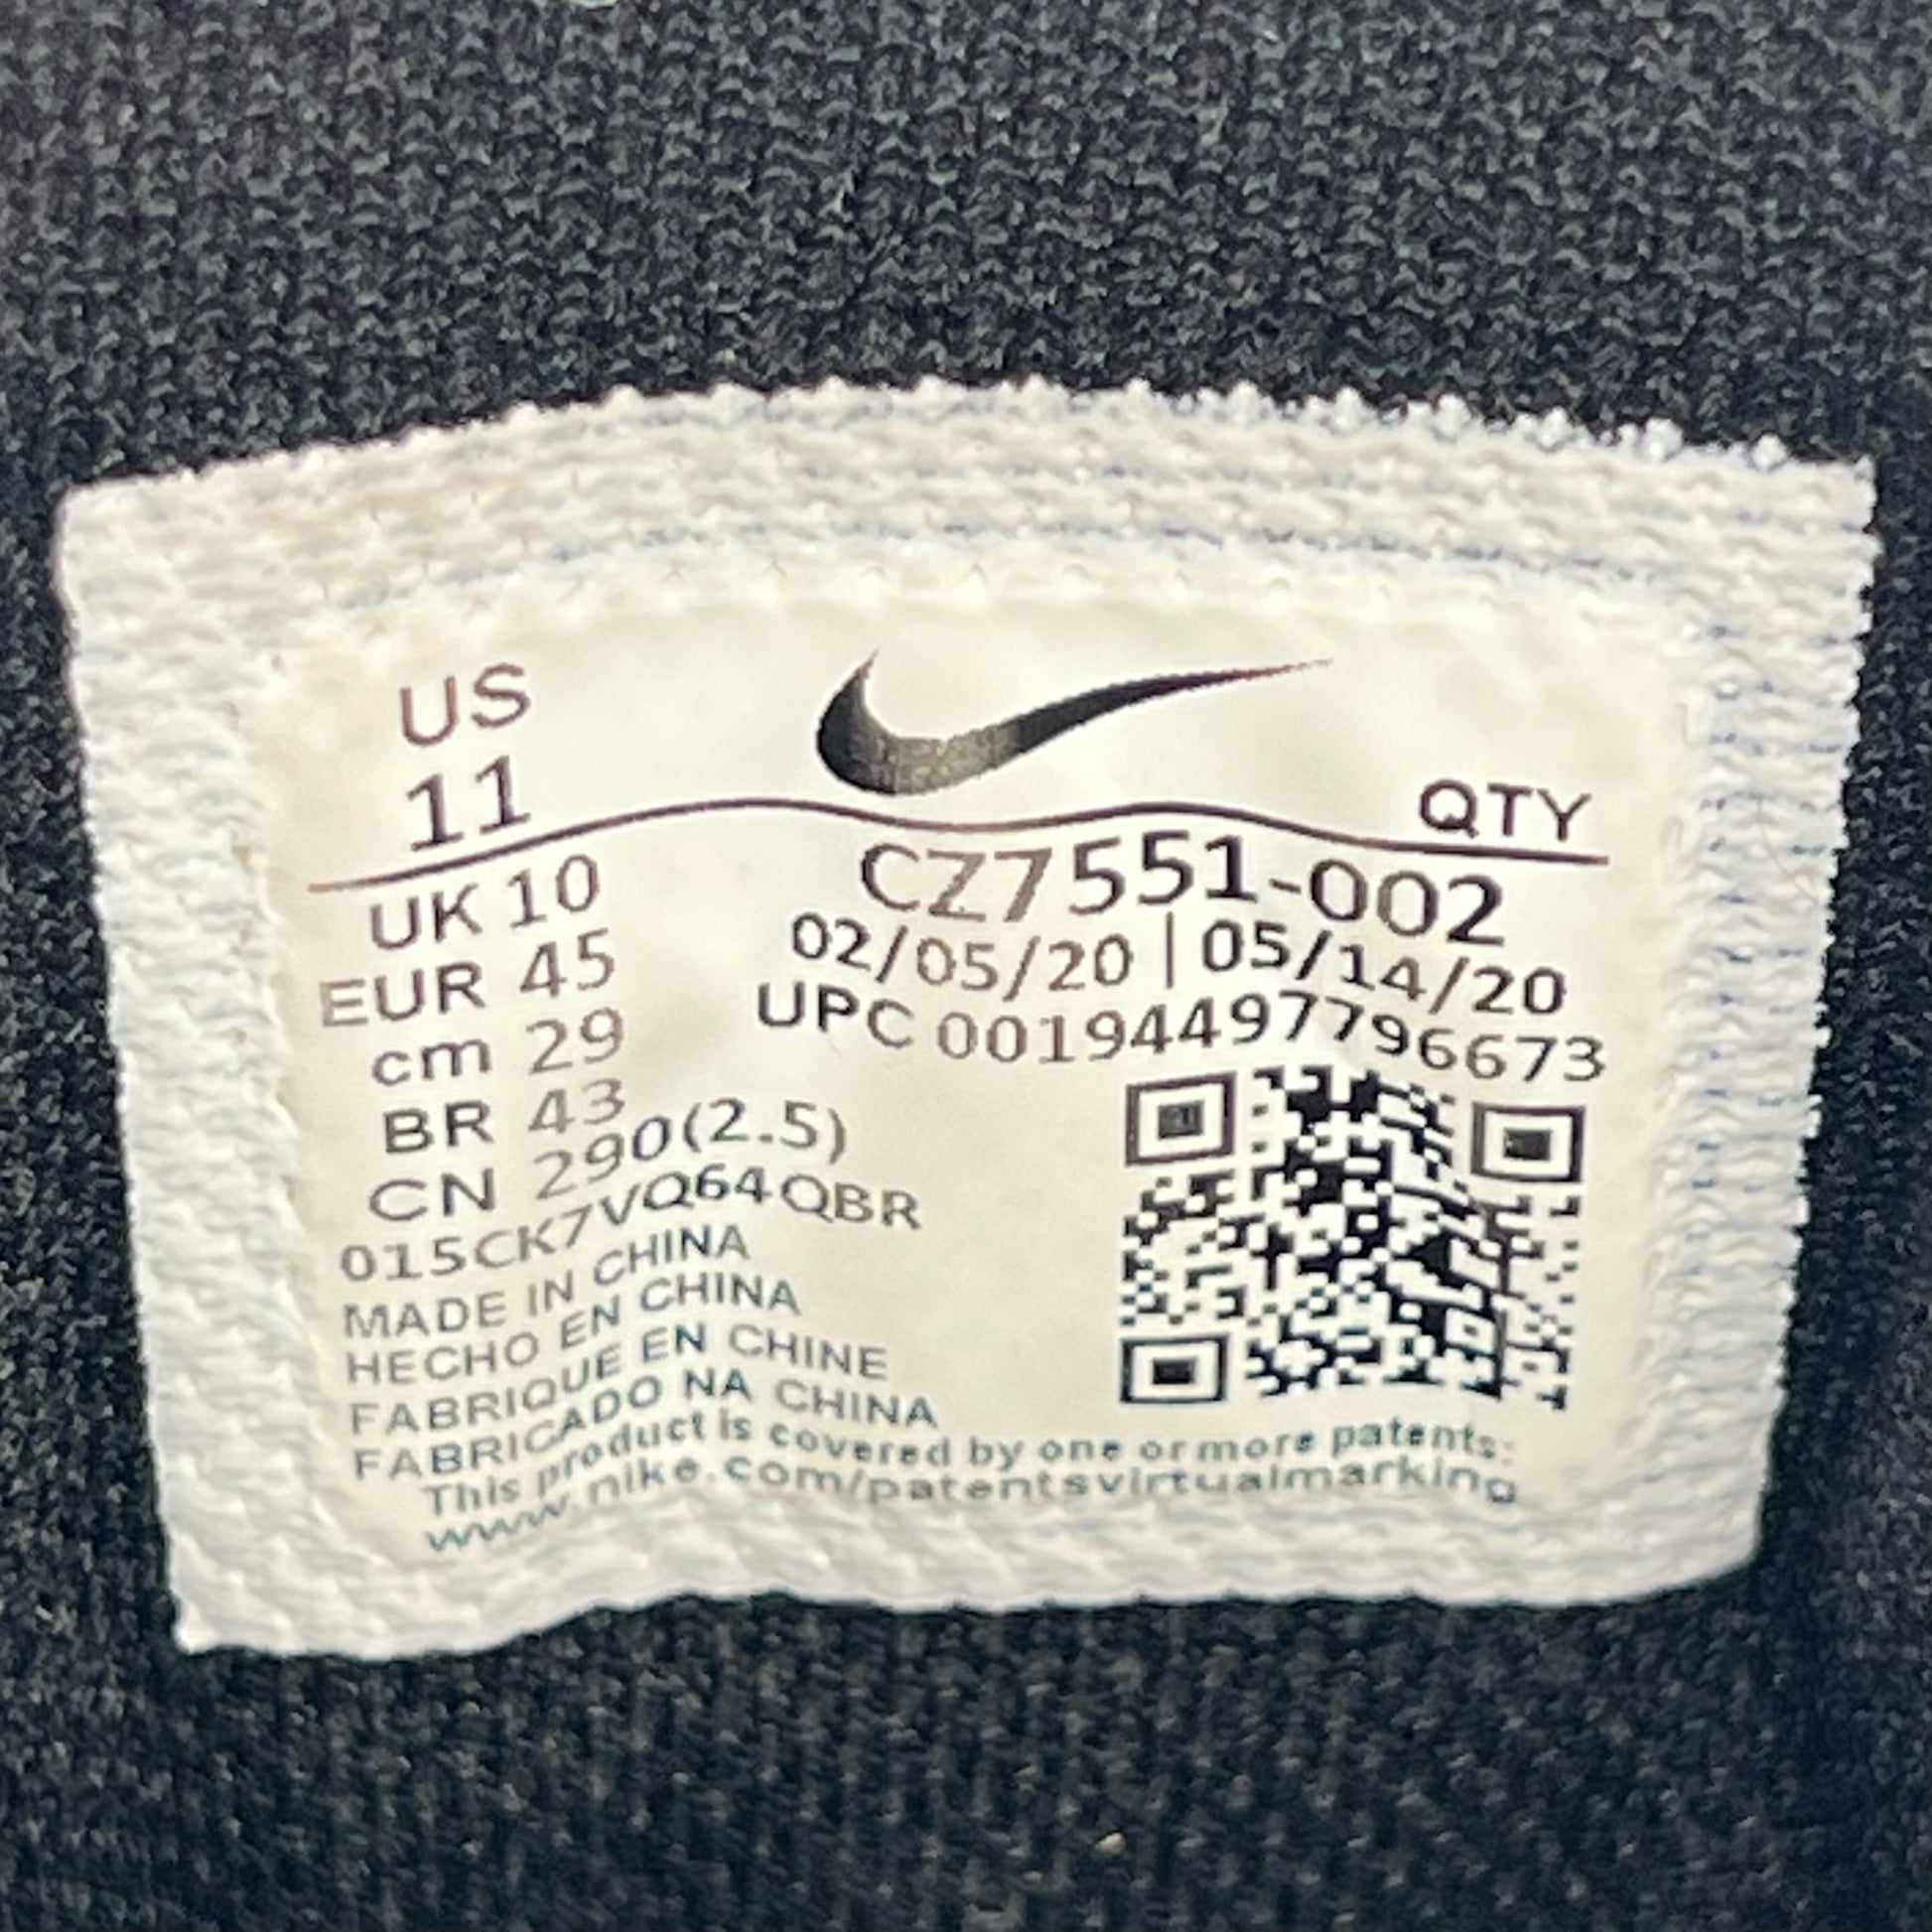 US
11
QTY
UK 10
EUR 45
cm 29
BR 43
CN 290(2.5)
CZ7551-002
02/05/20 | 05/14/20
UPC 00194497796673
015CK7VQ64QBR
MADE IN CHINA
HECHO EN CHINA
FABRIQUE EN CHINE
FABRICADO NA CHINA
This product is covered by one or more patents:
www.nike.com/patentsvirtualmarking